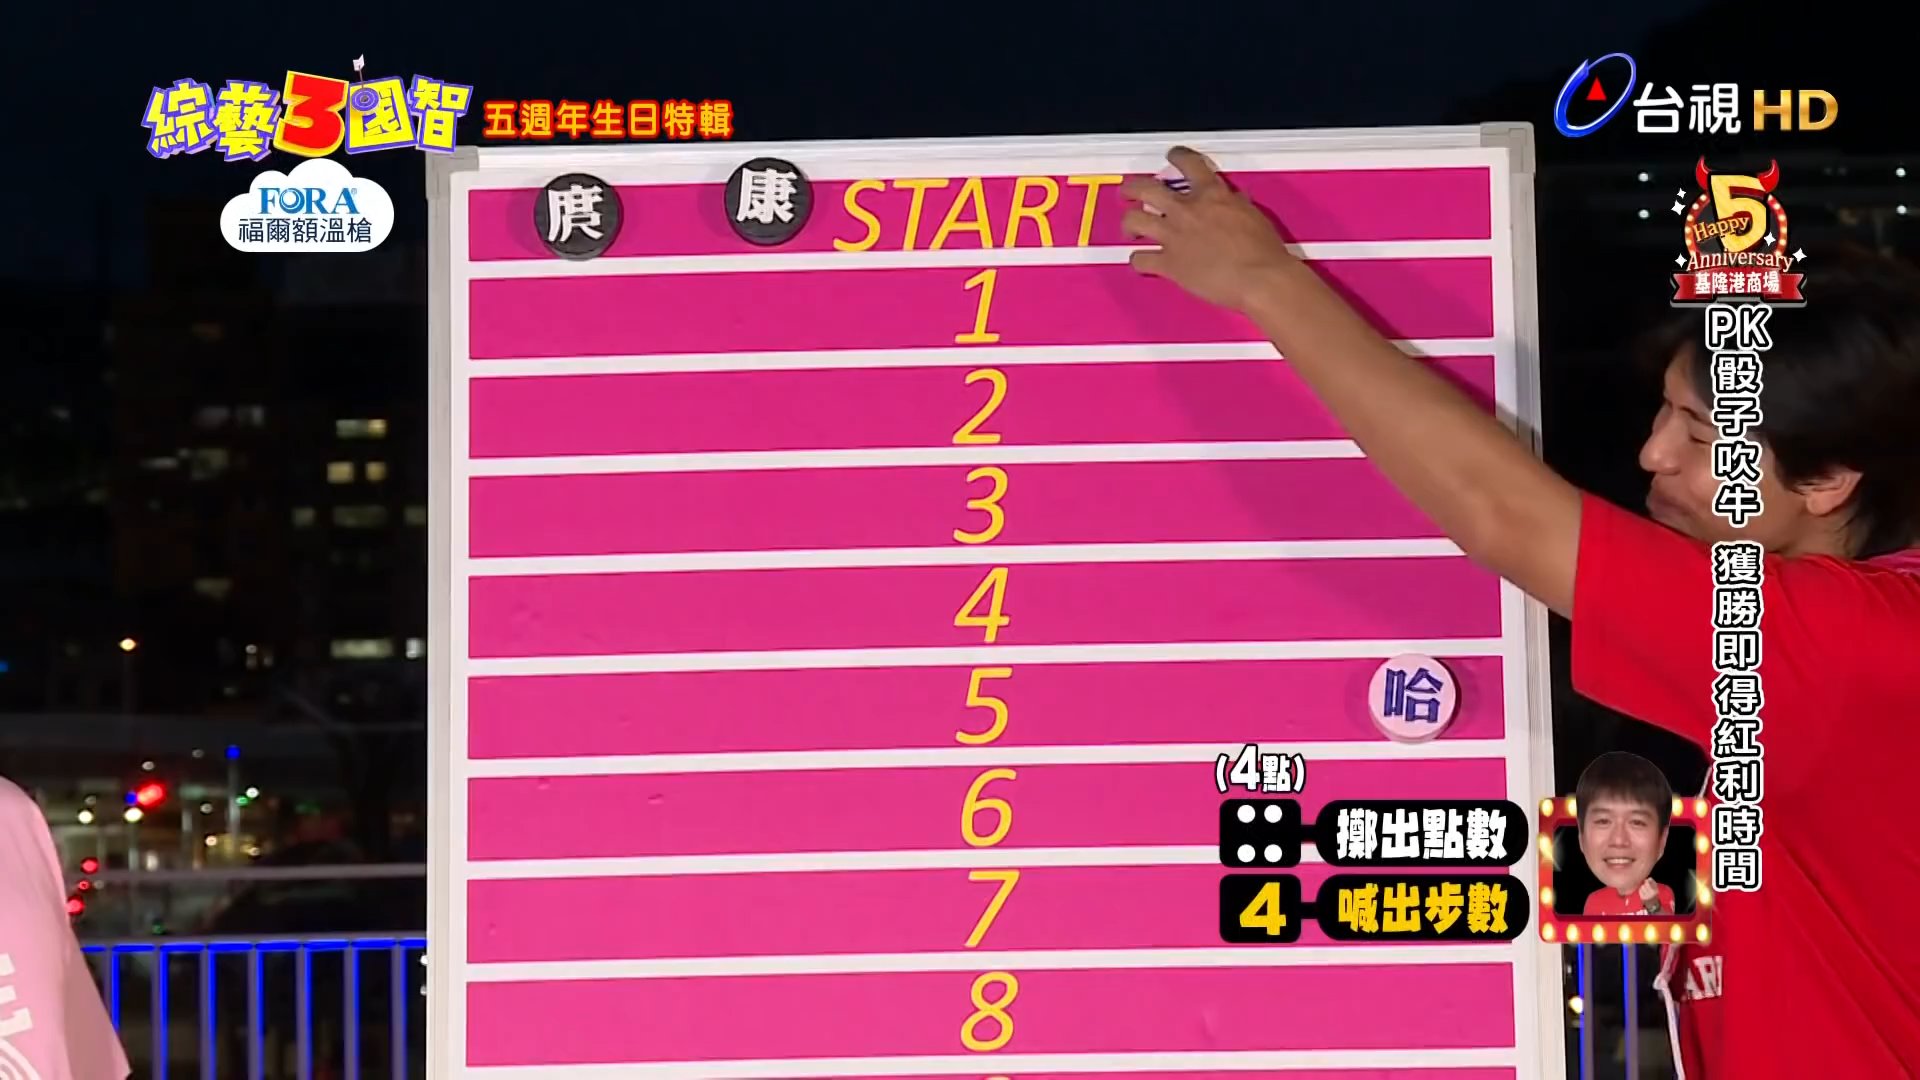 綜藝3國智
五週年生日特輯
FORA
福爾額溫槍
台視HD
5
Happy
Anniversary
基隆港商場
PK骰子吹牛 獲勝即得紅利時間
康
START
1
2
3
4
5
哈
6
7
8
(4點)
擲出點數
4 喊出步數